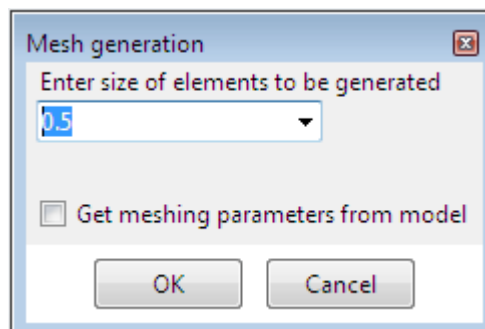 Mesh generation
Enter size of elements to be generated
0.5
Get meshing parameters from model
OK Cancel